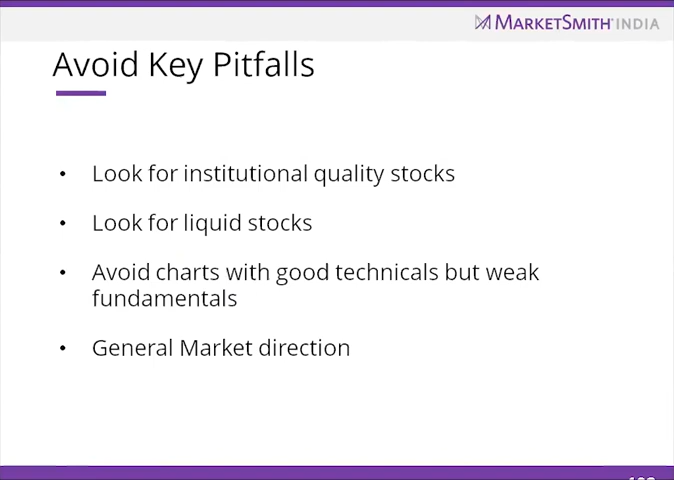 MARKETSMITH INDIA
Avoid Key Pitfalls
• Look for institutional quality stocks
• Look for liquid stocks
• Avoid charts with good technicals but weak
fundamentals
• General Market direction